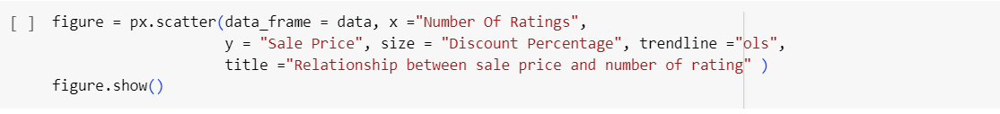 [ ] figure = px.scatter(data_frame = data, x ="Number Of Ratings",
y = "Sale Price", size = "Discount Percentage", trendline ="ols",
title ="Relationship between sale price and number of rating" )
figure.show()